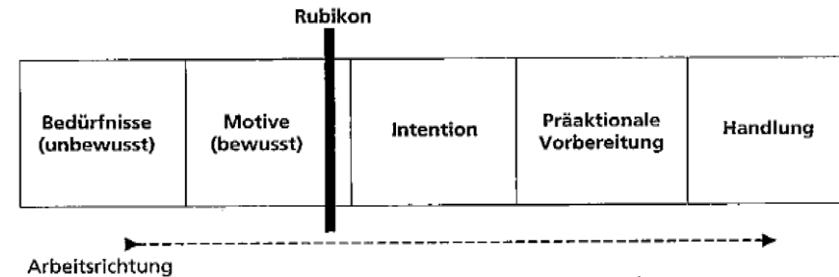 Rubikon
Bedürfnisse
(unbewusst)
Motive
(bewusst)
Intention
Präaktionale
Vorbereitung
Handlung
Arbeitsrichtung